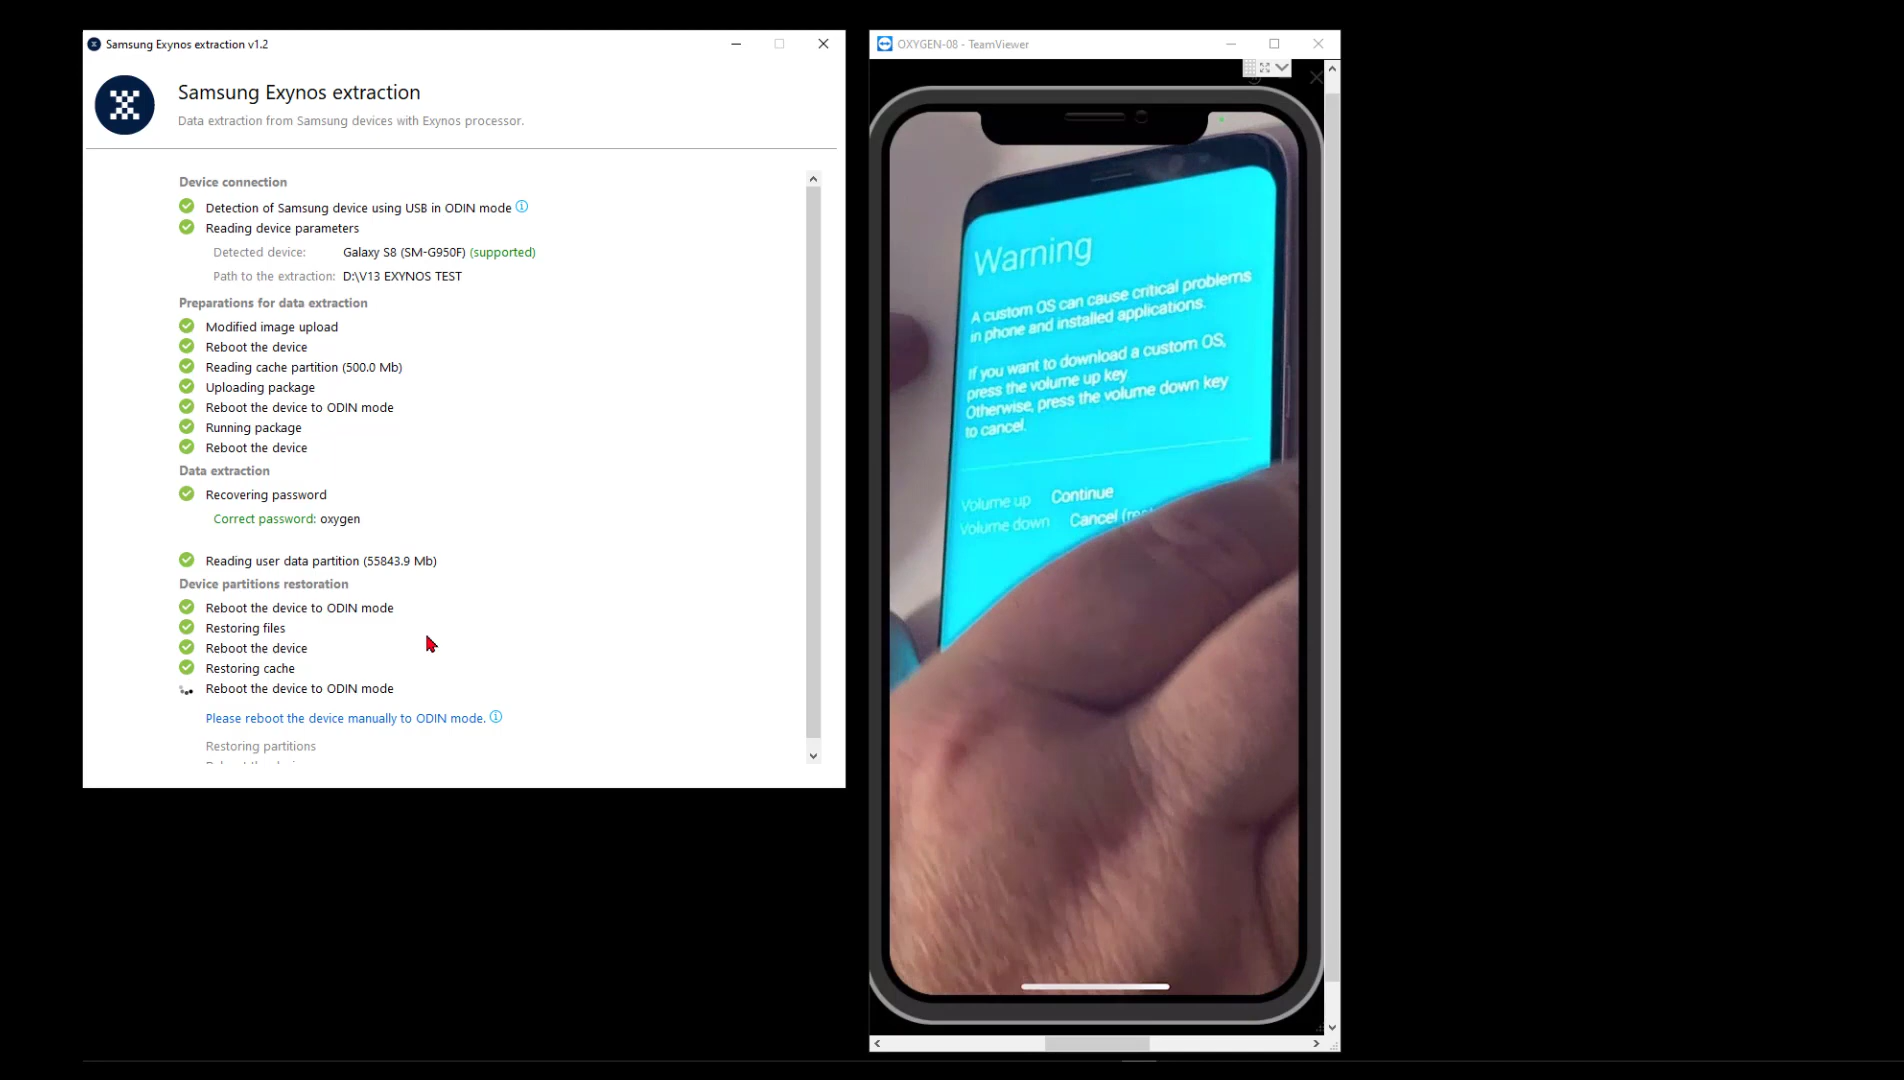 Samsung Exynos extraction v1.2
Samsung Exynos extraction
Data extraction from Samsung devices with Exynos processor.
Device connection
Detection of Samsung device using USB in ODIN mode
Reading device parameters
Detected device: Galaxy S8 (SM-G950F) (supported)
Path to the extraction: D:\V13 EXYNOS TEST
Preparations for data extraction
Modified image upload
Reboot the device
Reading cache partition (500.0 Mb)
Uploading package
Reboot the device to ODIN mode
Running package
Reboot the device
Data extraction
Recovering password
Correct password: oxygen
Reading user data partition (55843.9 Mb)
Device partitions restoration
Reboot the device to ODIN mode
Restoring files
Reboot the device
Restoring cache
Reboot the device to ODIN mode
Please reboot the device manually to ODIN mode.
Restoring partitions
OXYGEN-08 - TeamViewer
Warning
A custom OS can cause critical problems
in phone and installed applications.
If you want to download a custom OS,
press the volume up key.
Otherwise, press the volume down key
to cancel.
Volume up Continue
Volume down Cancel